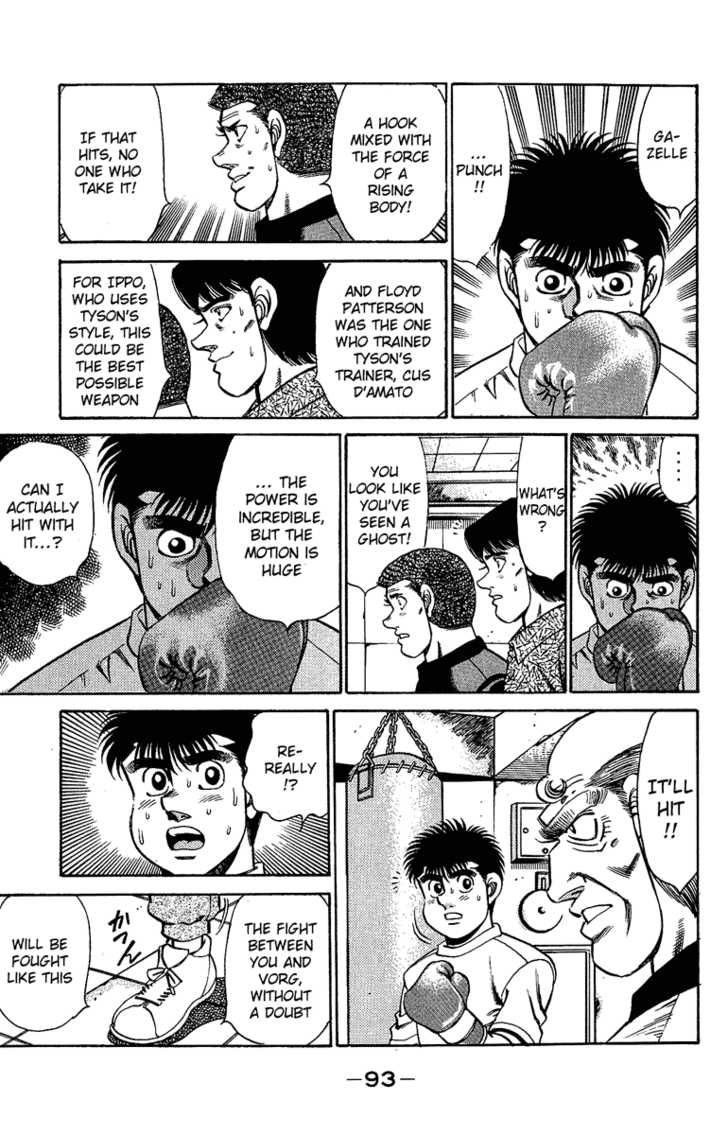 GA-
ZELLE
...
PUNCH
!!
A HOOK
MIXED WITH
THE FORCE
OF A
RISING
BODY!
IF THAT
HITS, NO
ONE WHO
TAKE IT!
AND FLOYD
PATTERSON
WAS THE ONE
WHO TRAINED
TYSON'S
TRAINER, CUS
D'AMATO
FOR IPPO,
WHO USES
TYSON'S
STYLE, THIS
COULD BE
THE BEST
POSSIBLE
WEAPON
....
WHAT'S
WRONG
?
YOU
LOOK LIKE
YOU'VE
SEEN A
GHOST!
... THE
POWER IS
INCREDIBLE,
BUT THE
MOTION IS
HUGE
CAN I
ACTUALLY
HIT WITH
IT...?
IT'LL
HIT
!!
RE-
REALLY
!?
THE FIGHT
BETWEEN
YOU AND
VORG,
WITHOUT
A DOUBT
かつん
WILL BE
FOUGHT
LIKE THIS
—93—